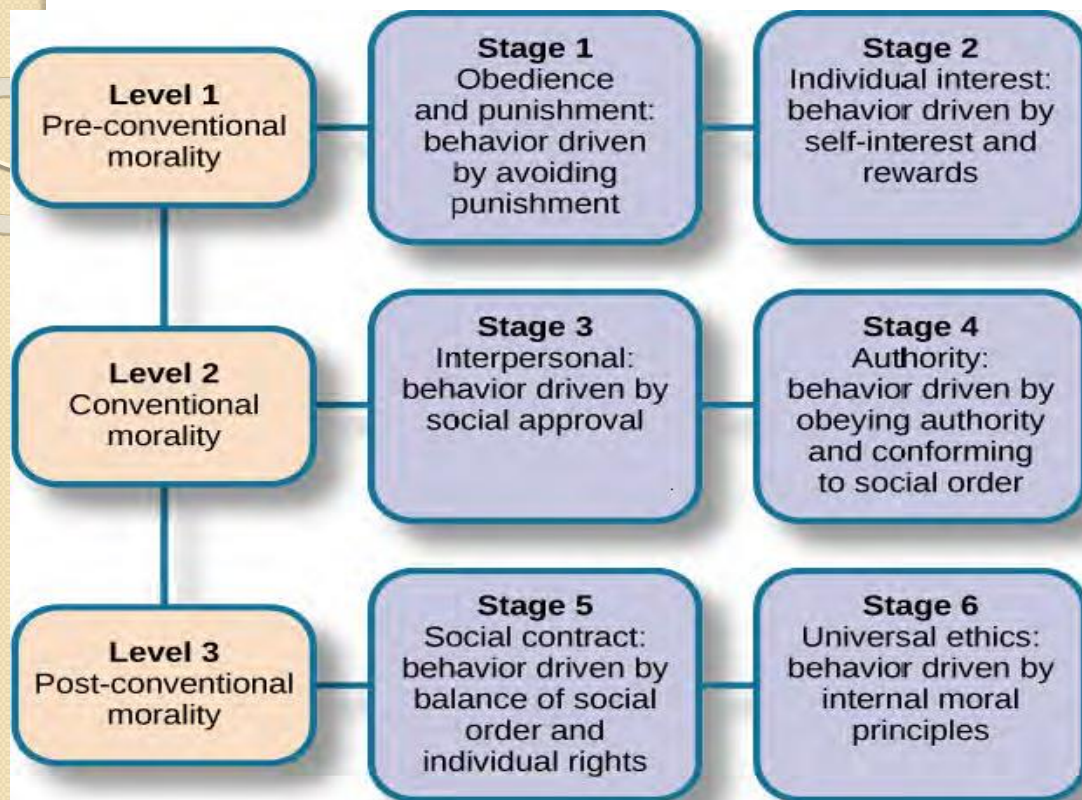 Level 1
Pre-conventional
morality
Stage 1
Obedience
and punishment:
behavior driven
by avoiding
punishment
Stage 2
Individual interest:
behavior driven by
self-interest and
rewards
Level 2
Conventional
morality
Stage 3
Interpersonal:
behavior driven by
social approval
Stage 4
Authority:
behavior driven by
obeying authority
and conforming
to social order
Level 3
Post-conventional
morality
Stage 5
Social contract:
behavior driven by
balance of social
order and
individual rights
Stage 6
Universal ethics:
behavior driven by
internal moral
principles